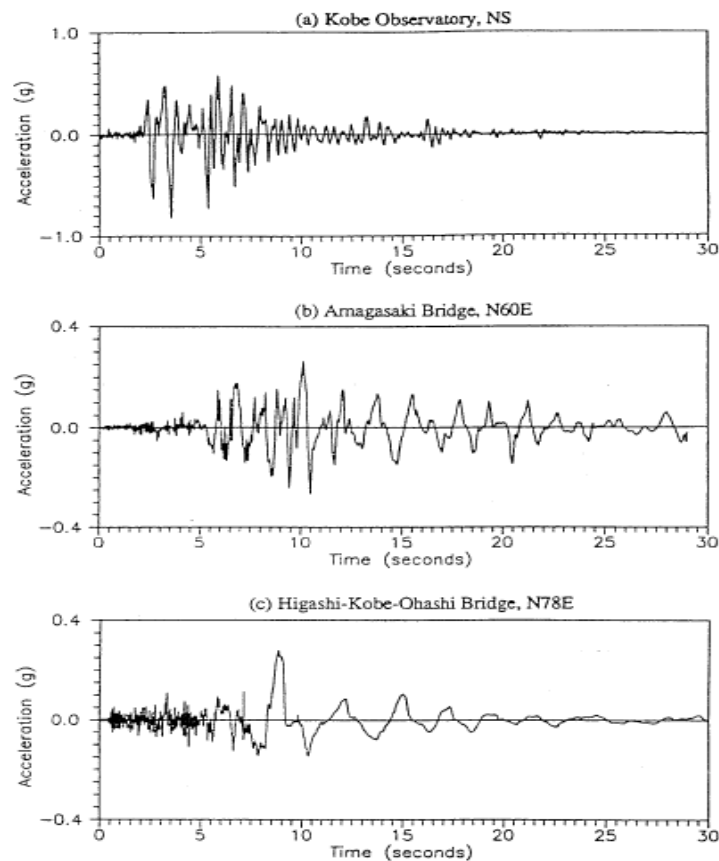 (a) Kobe Observatory, NS
1.0
0.0
−1.0
Acceleration (g)
0 5 10 15 20 25 30
Time (seconds)
(b) Amagasaki Bridge, N60E
0.4
0.0
−0.4
Acceleration (g)
0 5 10 15 20 25 30
Time (seconds)
(c) Higashi-Kobe-Ohashi Bridge, N78E
0.4
0.0
−0.4
Acceleration (g)
0 5 10 15 20 25 30
Time (seconds)